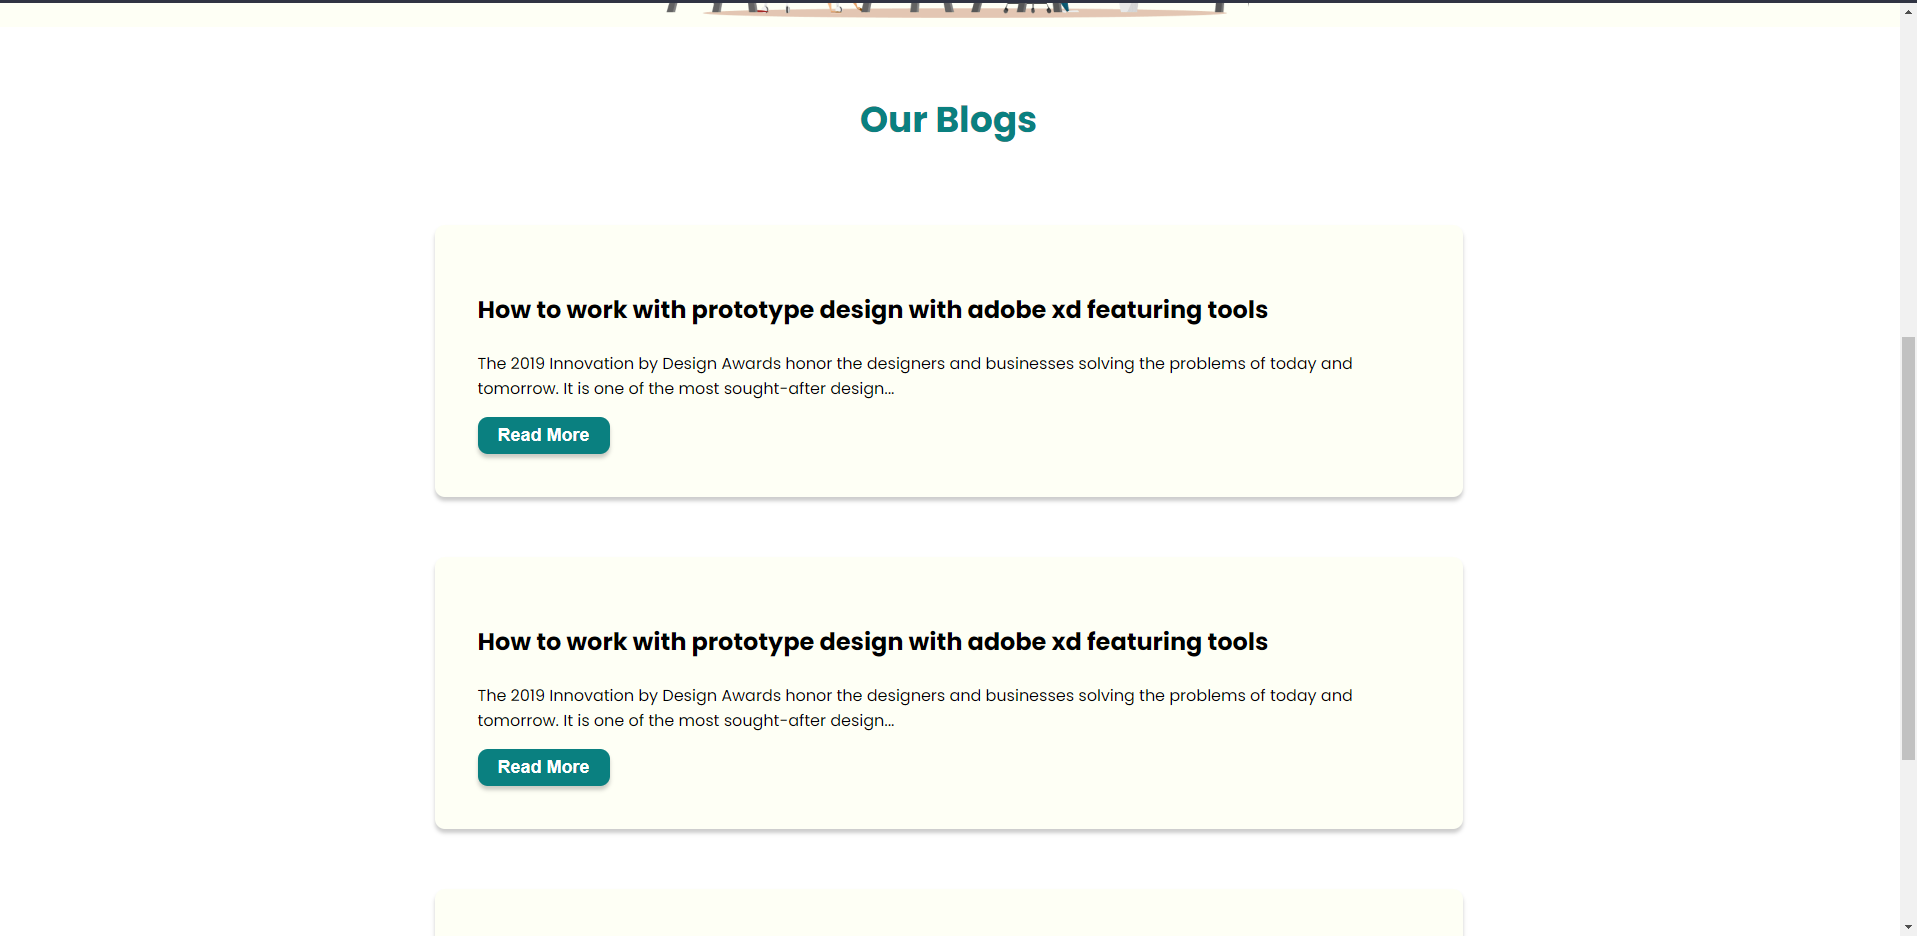 Our Blogs
How to work with prototype design with adobe xd featuring tools
The 2019 Innovation by Design Awards honor the designers and businesses solving the problems of today and
tomorrow. It is one of the most sought-after design...
Read More
How to work with prototype design with adobe xd featuring tools
The 2019 Innovation by Design Awards honor the designers and businesses solving the problems of today and
tomorrow. It is one of the most sought-after design...
Read More